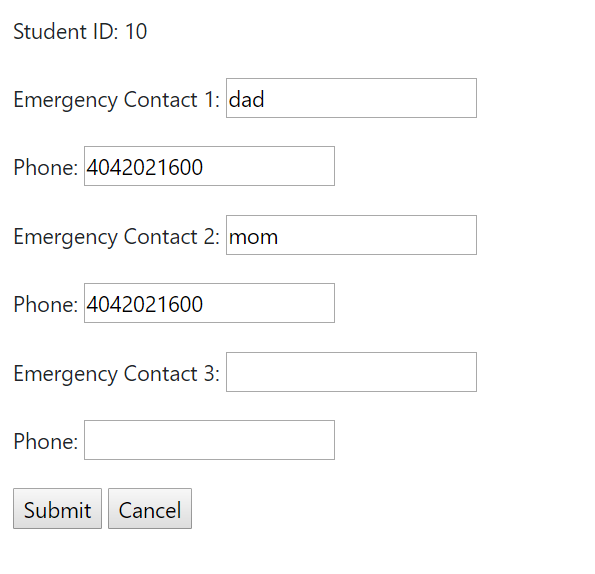 Student ID: 10
Emergency Contact 1: dad
Phone: 4042021600
Emergency Contact 2: mom
Phone: 4042021600
Emergency Contact 3:
Phone:
Submit Cancel